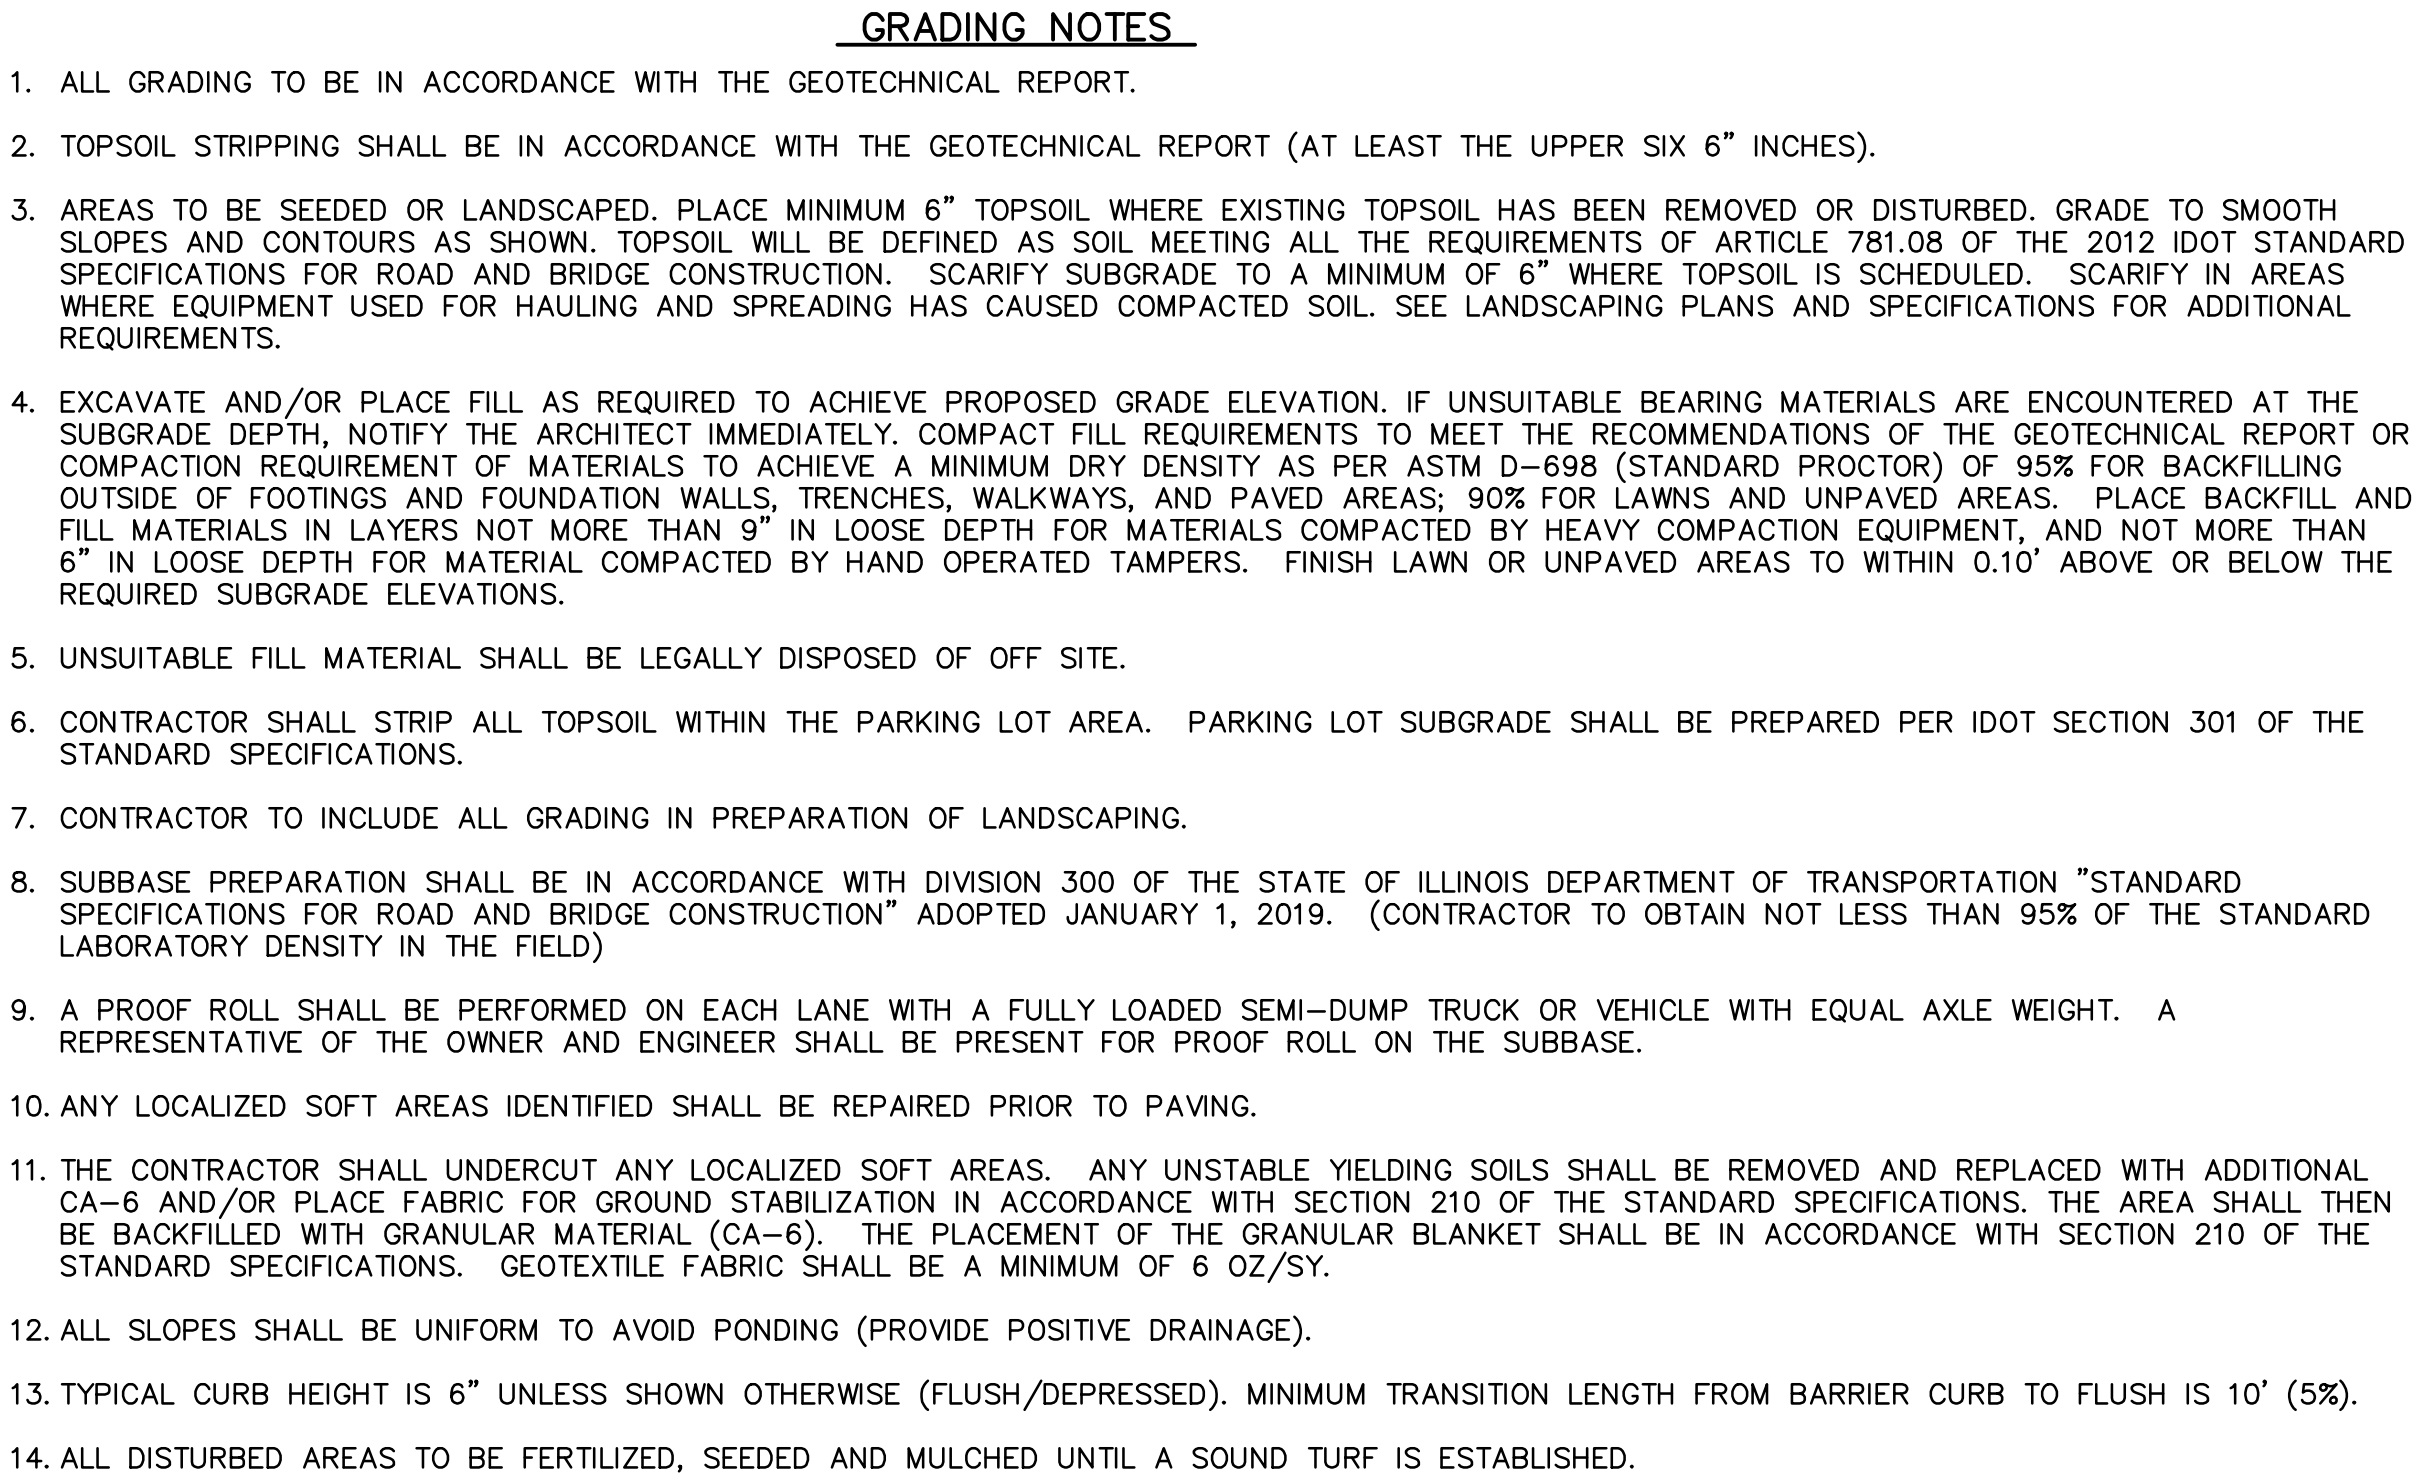 GRADING NOTES
1. ALL GRADING TO BE IN ACCORDANCE WITH THE GEOTECHNICAL REPORT.
2. TOPSOIL STRIPPING SHALL BE IN ACCORDANCE WITH THE GEOTECHNICAL REPORT (AT LEAST THE UPPER SIX 6" INCHES).
3. AREAS TO BE SEEDED OR LANDSCAPED. PLACE MINIMUM 6" TOPSOIL WHERE EXISTING TOPSOIL HAS BEEN REMOVED OR DISTURBED. GRADE TO SMOOTH
SLOPES AND CONTOURS AS SHOWN. TOPSOIL WILL BE DEFINED AS SOIL MEETING ALL THE REQUIREMENTS OF ARTICLE 781.08 OF THE 2012 IDOT STANDARD
SPECIFICATIONS FOR ROAD AND BRIDGE CONSTRUCTION. SCARIFY SUBGRADE TO A MINIMUM OF 6" WHERE TOPSOIL IS SCHEDULED. SCARIFY IN AREAS
WHERE EQUIPMENT USED FOR HAULING AND SPREADING HAS CAUSED COMPACTED SOIL. SEE LANDSCAPING PLANS AND SPECIFICATIONS FOR ADDITIONAL
REQUIREMENTS.
4. EXCAVATE AND/OR PLACE FILL AS REQUIRED TO ACHIEVE PROPOSED GRADE ELEVATION. IF UNSUITABLE BEARING MATERIALS ARE ENCOUNTERED AT THE
SUBGRADE DEPTH, NOTIFY THE ARCHITECT IMMEDIATELY. COMPACT FILL REQUIREMENTS TO MEET THE RECOMMENDATIONS OF THE GEOTECHNICAL REPORT OR
COMPACTION REQUIREMENT OF MATERIALS TO ACHIEVE A MINIMUM DRY DENSITY AS PER ASTM D-698 (STANDARD PROCTOR) OF 95% FOR BACKFILLING
OUTSIDE OF FOOTINGS AND FOUNDATION WALLS, TRENCHES, WALKWAYS, AND PAVED AREAS; 90% FOR LAWNS AND UNPAVED AREAS. PLACE BACKFILL AND
FILL MATERIALS IN LAYERS NOT MORE THAN 9" IN LOOSE DEPTH FOR MATERIALS COMPACTED BY HEAVY COMPACTION EQUIPMENT, AND NOT MORE THAN
6" IN LOOSE DEPTH FOR MATERIAL COMPACTED BY HAND OPERATED TAMPERS. FINISH LAWN OR UNPAVED AREAS TO WITHIN 0.10' ABOVE OR BELOW THE
REQUIRED SUBGRADE ELEVATIONS.
5. UNSUITABLE FILL MATERIAL SHALL BE LEGALLY DISPOSED OF OFF SITE.
6. CONTRACTOR SHALL STRIP ALL TOPSOIL WITHIN THE PARKING LOT AREA. PARKING LOT SUBGRADE SHALL BE PREPARED PER IDOT SECTION 301 OF THE
STANDARD SPECIFICATIONS.
7. CONTRACTOR TO INCLUDE ALL GRADING IN PREPARATION OF LANDSCAPING.
8. SUBBASE PREPARATION SHALL BE IN ACCORDANCE WITH DIVISION 300 OF THE STATE OF ILLINOIS DEPARTMENT OF TRANSPORTATION "STANDARD
SPECIFICATIONS FOR ROAD AND BRIDGE CONSTRUCTION" ADOPTED JANUARY 1, 2019. (CONTRACTOR TO OBTAIN NOT LESS THAN 95% OF THE STANDARD
LABORATORY DENSITY IN THE FIELD)
9. A PROOF ROLL SHALL BE PERFORMED ON EACH LANE WITH A FULLY LOADED SEMI-DUMP TRUCK OR VEHICLE WITH EQUAL AXLE WEIGHT. A
REPRESENTATIVE OF THE OWNER AND ENGINEER SHALL BE PRESENT FOR PROOF ROLL ON THE SUBBASE.
10. ANY LOCALIZED SOFT AREAS IDENTIFIED SHALL BE REPAIRED PRIOR TO PAVING.
11. THE CONTRACTOR SHALL UNDERCUT ANY LOCALIZED SOFT AREAS. ANY UNSTABLE YIELDING SOILS SHALL BE REMOVED AND REPLACED WITH ADDITIONAL
CA-6 AND/OR PLACE FABRIC FOR GROUND STABILIZATION IN ACCORDANCE WITH SECTION 210 OF THE STANDARD SPECIFICATIONS. THE AREA SHALL THEN
BE BACKFILLED WITH GRANULAR MATERIAL (CA-6). THE PLACEMENT OF THE GRANULAR BLANKET SHALL BE IN ACCORDANCE WITH SECTION 210 OF THE
STANDARD SPECIFICATIONS. GEOTEXTILE FABRIC SHALL BE A MINIMUM OF 6 OZ/SY.
12. ALL SLOPES SHALL BE UNIFORM TO AVOID PONDING (PROVIDE POSITIVE DRAINAGE).
13. TYPICAL CURB HEIGHT IS 6" UNLESS SHOWN OTHERWISE (FLUSH/DEPRESSED). MINIMUM TRANSITION LENGTH FROM BARRIER CURB TO FLUSH IS 10' (5%).
14. ALL DISTURBED AREAS TO BE FERTILIZED, SEEDED AND MULCHED UNTIL A SOUND TURF IS ESTABLISHED.